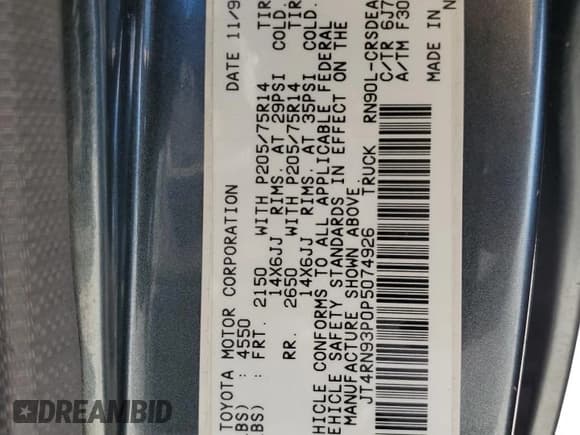 TOYOTA MOTOR CORPORATION DATE 11/9
LBS) : 4550
LBS) : FRT. 2150 WITH P205/75R14 TIR
14X6JJ RIMS. AT 29PSI COLD.
RR. 2650 WITH P205/75R14 TIR
14X6JJ RIMS. AT 35PSI COLD.
HICLE CONFORMS TO ALL APPLICABLE FEDERAL
EHICLE SAFETY STANDARDS IN EFFECT ON THE
MANUFACTURE SHOWN ABOVE.
JT4RN93P0P5074926 TRUCK
RN90L-CRSDEA
C/TR 6J7
A/TM F30
MADE IN
DREAMBID